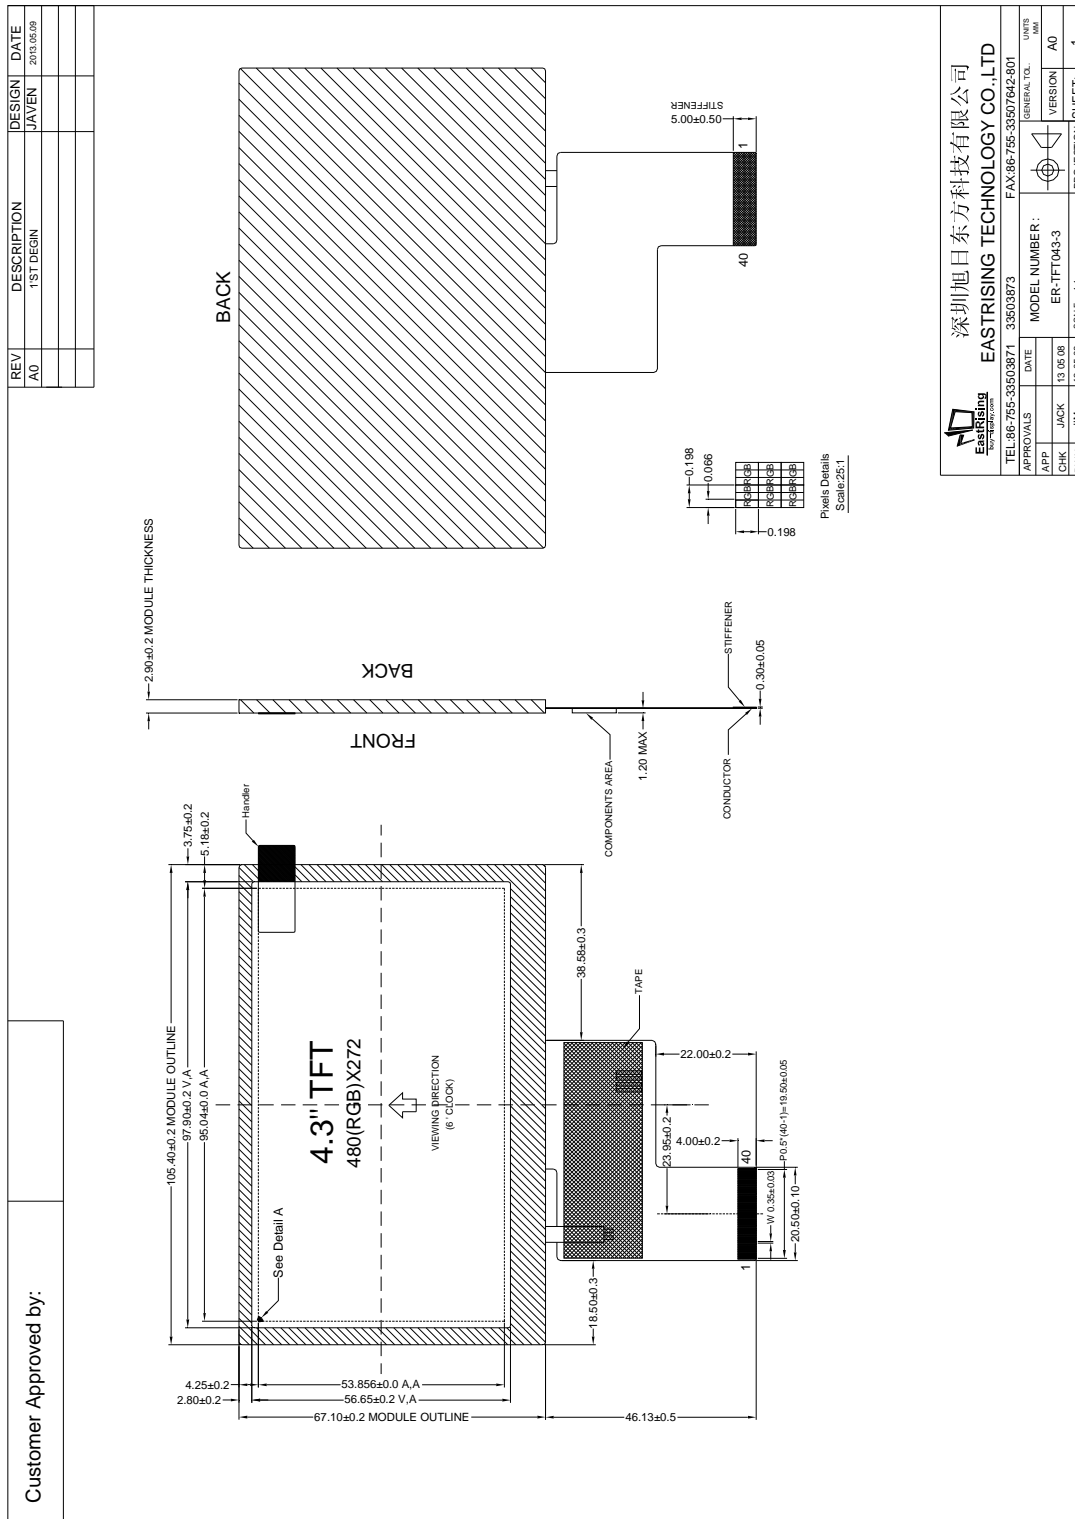 Customer Approved by:
REV
DESCRIPTION
DESIGN
DATE
A0
1'ST DEGIN
JAVEN
2013.05.09
105.40±0.2 MODULE OUTLINE
97.90±0.2 V,A
95.04±0.0 A,A
3.75±0.2
5.18±0.2
Handler
See Detail A
4.3" TFT
480(RGB)X272
VIEWING DIRECTION
(6 ' CLOCK)
4.25±0.2
2.80±0.2
53.856±0.0 A,A
56.65±0.2 V,A
67.10±0.2 MODULE OUTLINE
46.13±0.5
18.50±0.3
38.58±0.3
TAPE
22.00±0.2
23.95±0.2
4.00±0.2
1
40
W 0.35±0.03
P0.5*(40-1)=19.50±0.05
20.50±0.10
2.90±0.2 MODULE THICKNESS
FRONT
BACK
COMPONENTS AREA
1.20 MAX
CONDUCTOR
STIFFENER
0.30±0.05
BACK
STIFFENER
5.00±0.50
40
1
0.198
0.066
RGBRGB
RGBRGB
RGBRGB
0.198
Pixels Details
Scale:25:1
EastRising
buy-display.com
深圳旭日东方科技有限公司
EASTRISING TECHNOLOGY CO.,LTD
TEL:86-755-33503871 33503873
FAX:86-755-33507642-801
APPROVALS
DATE
MODEL NUMBER :
GENERAL TOL.
UNITS
MM
APP
ER-TFT043-3
VERSION
A0
CHK
JACK
13 05 08